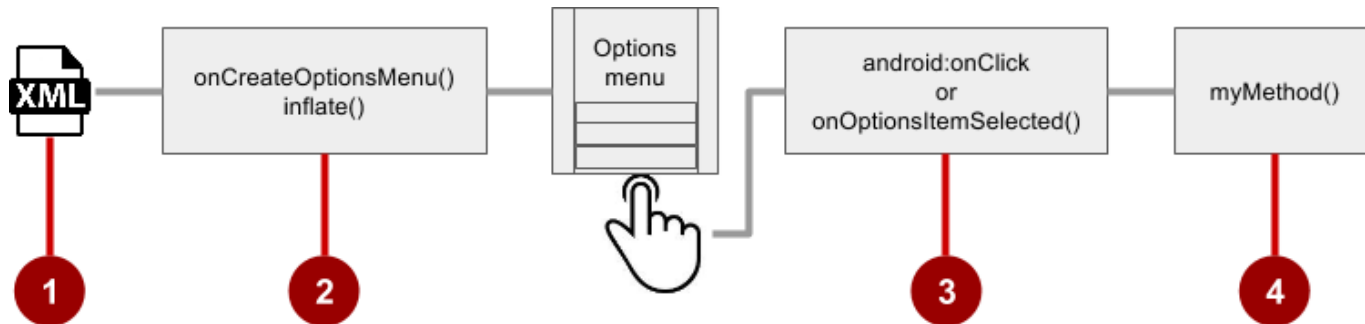 XML
onCreateOptionsMenu()
inflate()
Options
menu
android:onClick
or
onOptionsItemSelected()
myMethod()
1
2
3
4